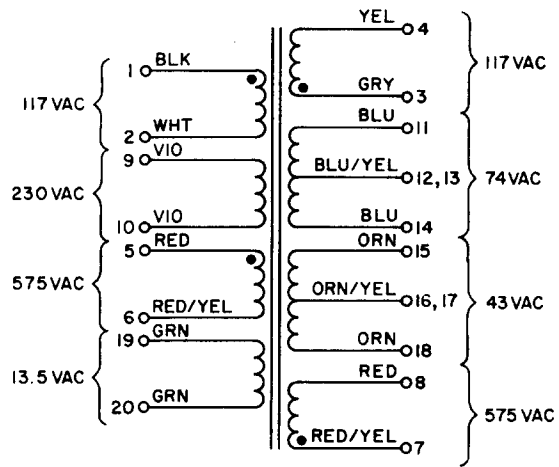 117 VAC
1 BLK
2 WHT
230 VAC
9 VIO
10 VIO
575 VAC
5 RED
6 RED/YEL
13.5 VAC
19 GRN
20 GRN
YEL 4
GRY 3
117 VAC
BLU 11
BLU/YEL 12, 13
BLU 14
74 VAC
ORN 15
ORN/YEL 16, 17
ORN 18
43 VAC
RED 8
RED/YEL 7
575 VAC